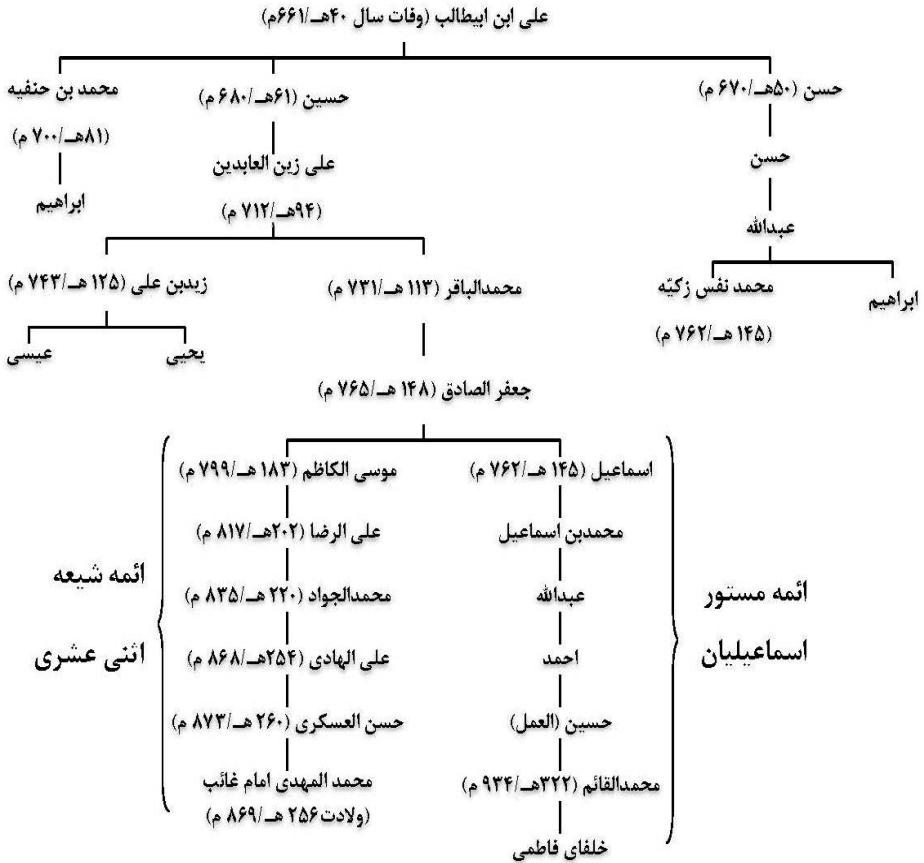 علی ابن ابیطالب (وفات سال ۴۰هـ/۶۶۱م)
حسن (۵۰هـ/۶۷۰ م)
حسین (۶۱هـ/۶۸۰ م)
محمد بن حنفیه
(۸۱هـ/۷۰۰ م)
حسن
علی زین العابدین
ابراهیم
(۹۴هـ/۷۱۲ م)
عبدالله
ابراهیم
محمد نفس زکیّه
(۱۴۵ هـ/۷۶۲ م)
محمدالباقر (۱۱۳ هـ/۷۳۱ م)
زیدبن علی (۱۲۵ هـ/۷۴۳ م)
یحیی
عیسی
جعفر الصادق (۱۴۸ هـ/۷۶۵ م)
اسماعیل (۱۴۵ هـ/۷۶۲ م)
موسی الکاظم (۱۸۳ هـ/۷۹۹ م)
محمدبن اسماعیل
علی الرضا (۲۰۲هـ/۸۱۷ م)
ائمه مستور
اسماعیلیان
عبدالله
محمدالجواد (۲۲۰ هـ/۸۳۵ م)
ائمه شیعه
اثنی عشری
احمد
علی الهادی (۲۵۴هـ/۸۶۸ م)
حسین (العمل)
حسن العسکری (۲۶۰ هـ/۸۷۳ م)
محمدالقائم (۳۲۲هـ/۹۳۴ م)
محمد المهدی امام غائب
(ولادت۲۵۶ هـ/۸۶۹ م)
خلفای فاطمی